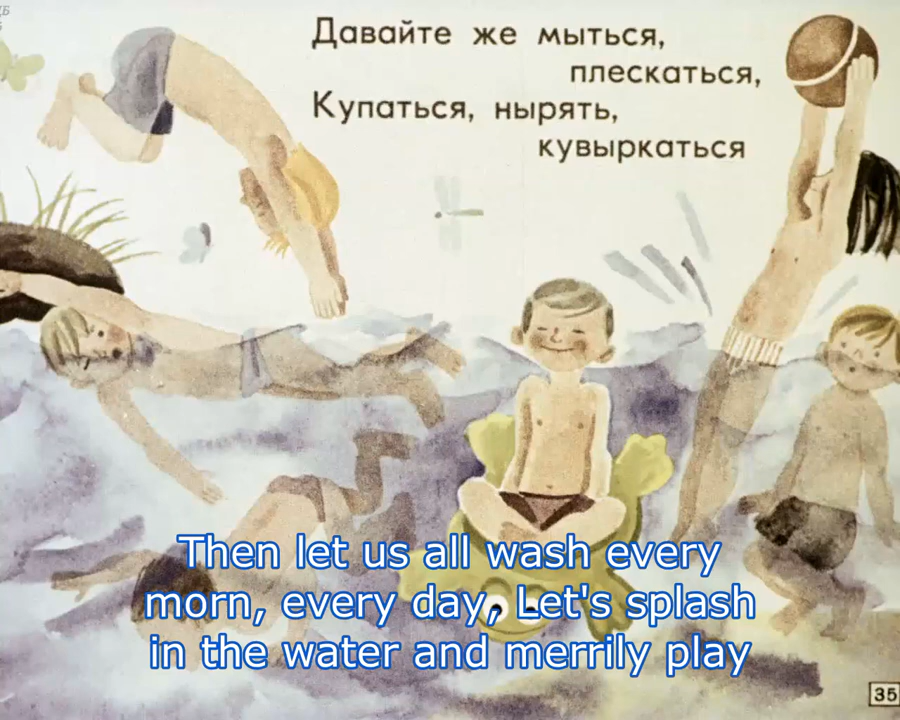 Давайте же мыться,
плескаться,
Купаться, нырять,
кувыркаться
Then let us all wash every
morn, every day, Let's splash
in the water and merrily play
35